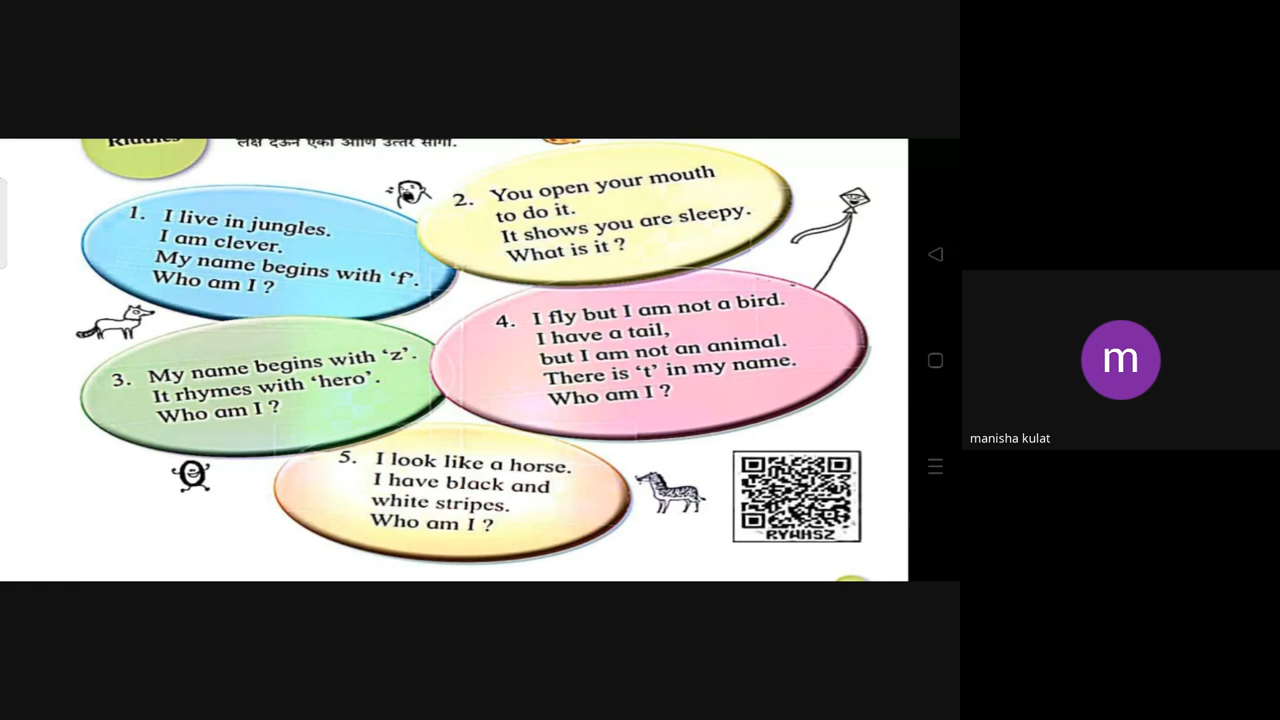 Riddles
लक्ष देऊन ऐका आणि उत्तर सांगा.
1. I live in jungles.
I am clever.
My name begins with ‘f’.
Who am I ?
2. You open your mouth
to do it.
It shows you are sleepy.
What is it ?
3. My name begins with ‘z’.
It rhymes with ‘hero’.
Who am I ?
4. I fly but I am not a bird.
I have a tail,
but I am not an animal.
There is ‘t’ in my name.
Who am I ?
5. I look like a horse.
I have black and
white stripes.
Who am I ?
RYWHSZ
m
manisha kulat